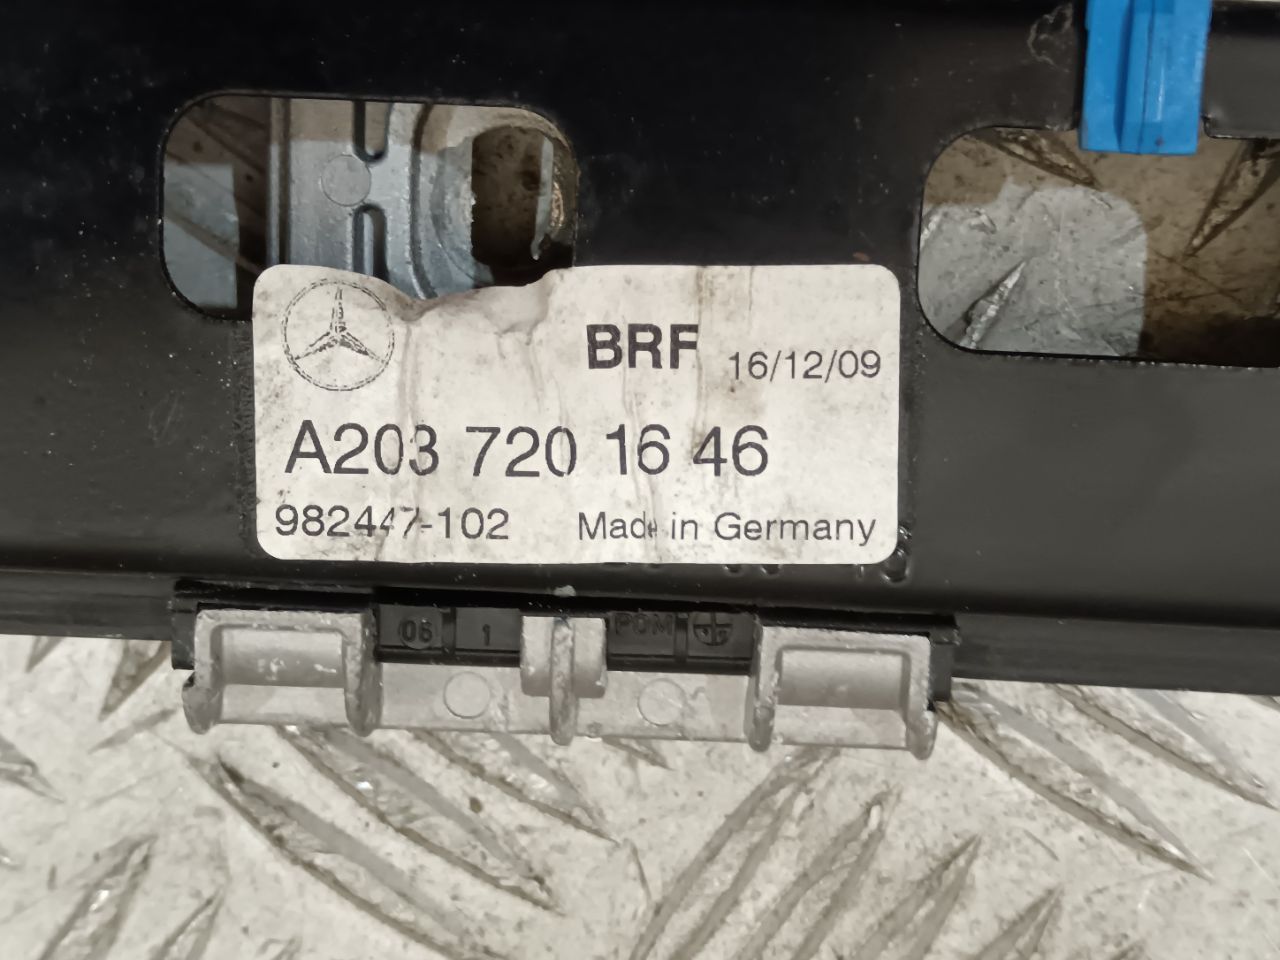 BRF 16/12/09
A203 720 16 46
982447-102 Made in Germany
06 1 POM